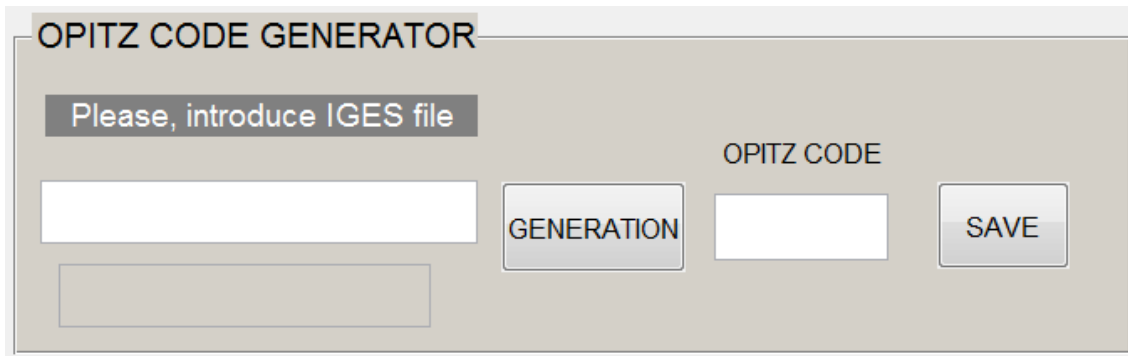 OPITZ CODE GENERATOR
Please, introduce IGES file
OPITZ CODE
GENERATION
SAVE